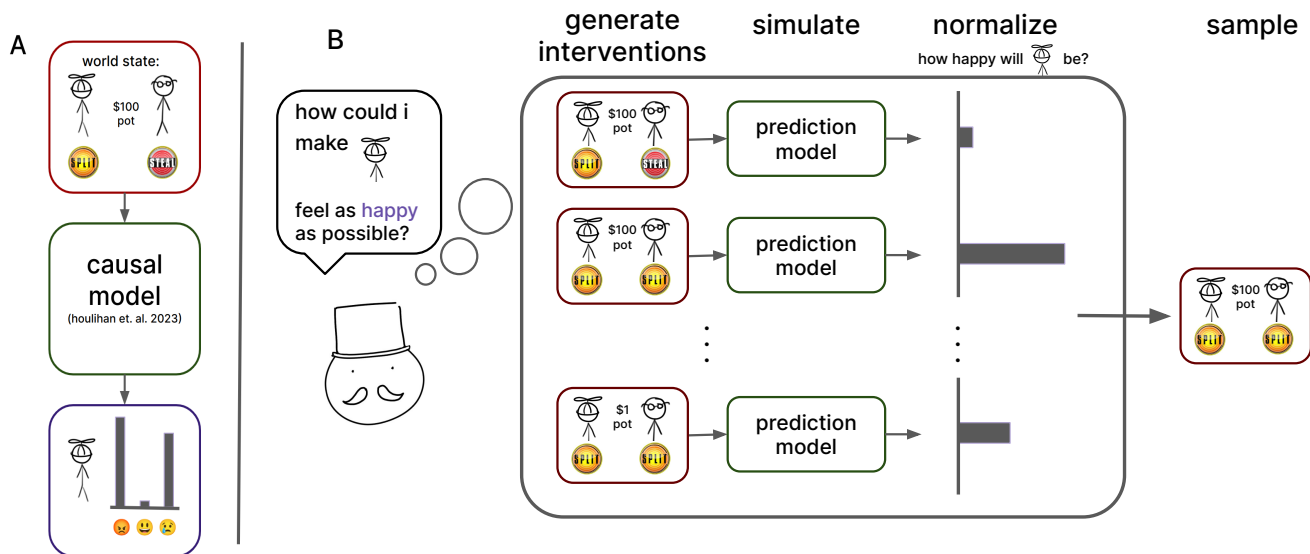 A
world state:
$100
pot
SPLIT
STEAL
causal
model
(houlihan et. al. 2023)
B
how could i
make
feel as happy
as possible?
generate
interventions
simulate
normalize
how happy will be?
sample
$100
pot
SPLIT
STEAL
prediction
model
$100
pot
SPLIT
SPLIT
prediction
model
$1
pot
SPLIT
SPLIT
prediction
model
$100
pot
SPLIT
SPLIT